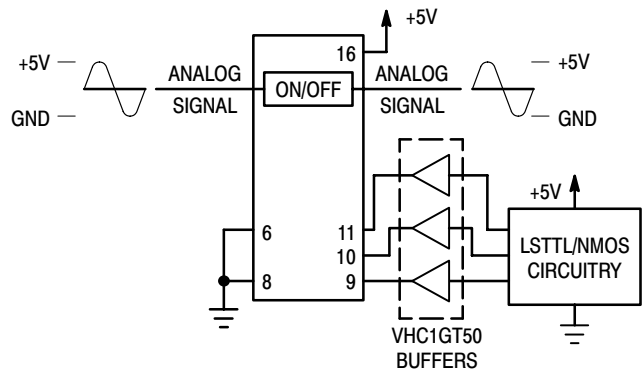 +5V
16
+5V
ANALOG
SIGNAL
ON/OFF
ANALOG
SIGNAL
+5V
GND
GND
+5V
6
11
LSTTL/NMOS
CIRCUITRY
10
8
9
VHC1GT50
BUFFERS